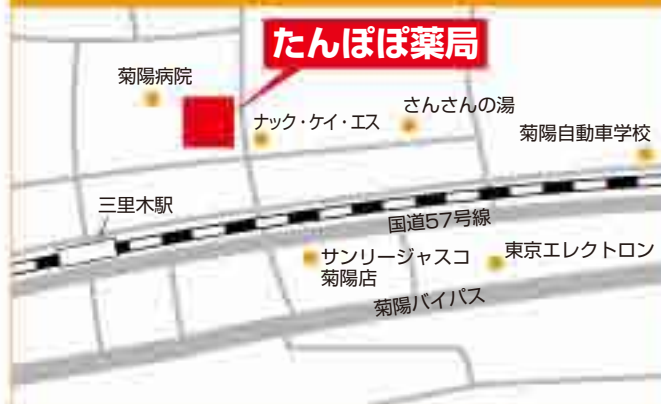 たんぽぽ薬局
菊陽病院
さんさんの湯
ナック・ケイ・エス
菊陽自動車学校
三里木駅
国道57号線
サンリージャスコ
菊陽店
東京エレクトロン
菊陽バイパス